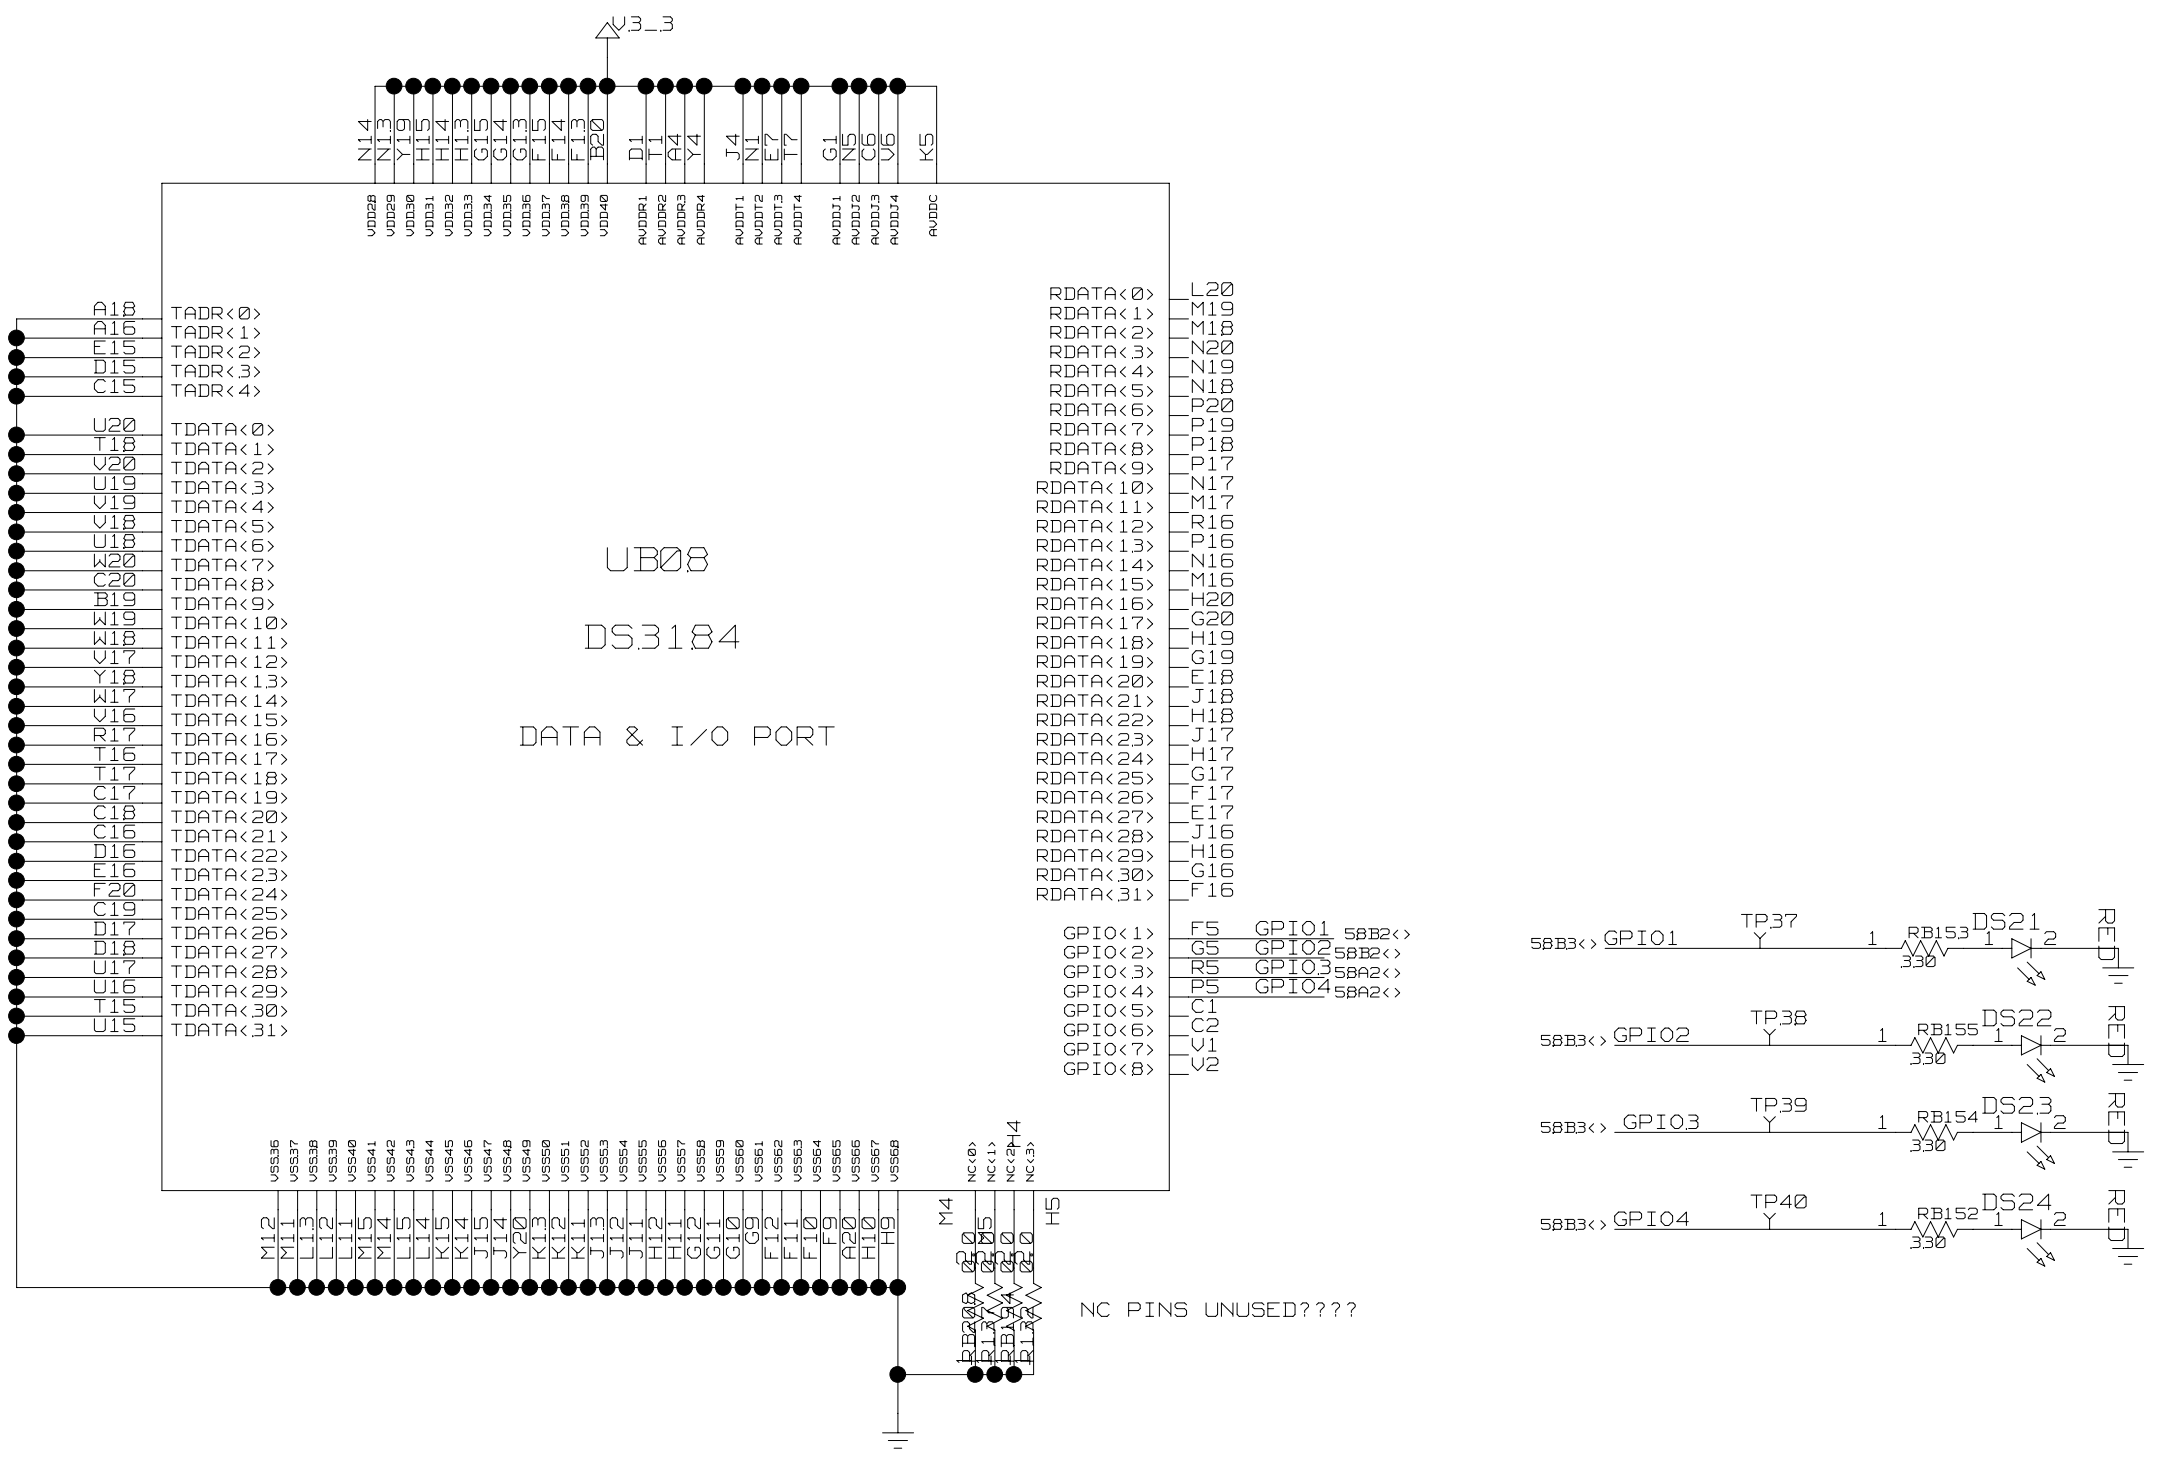 V3_3
N14 N13 Y19 H15 H14 H13 G15 G14 G13 F15 F14 F13 B20 D1 T1 A4 Y4 J4 N1 E7 T7 G1 N5 C6 V6 K5
VDD28 VDD29 VDD30 VDD31 VDD32 VDD33 VDD34 VDD35 VDD36 VDD37 VDD38 VDD39 VDD40 AVDDR1 AVDDR2 AVDDR3 AVDDR4 AVDDT1 AVDDT2 AVDDT3 AVDDT4 AVDDJ1 AVDDJ2 AVDDJ3 AVDDJ4 AVDDC
A18 TADR<0>
A16 TADR<1>
E15 TADR<2>
D15 TADR<3>
C15 TADR<4>
U20 TDATA<0>
T18 TDATA<1>
V20 TDATA<2>
U19 TDATA<3>
V19 TDATA<4>
V18 TDATA<5>
U18 TDATA<6>
W20 TDATA<7>
C20 TDATA<8>
B19 TDATA<9>
W19 TDATA<10>
W18 TDATA<11>
V17 TDATA<12>
Y18 TDATA<13>
W17 TDATA<14>
V16 TDATA<15>
R17 TDATA<16>
T16 TDATA<17>
T17 TDATA<18>
C17 TDATA<19>
C18 TDATA<20>
C16 TDATA<21>
D16 TDATA<22>
E16 TDATA<23>
F20 TDATA<24>
C19 TDATA<25>
D17 TDATA<26>
D18 TDATA<27>
U17 TDATA<28>
U16 TDATA<29>
T15 TDATA<30>
U15 TDATA<31>
UB08
DS3184
DATA & I/O PORT
RDATA<0> L20
RDATA<1> M19
RDATA<2> M18
RDATA<3> N20
RDATA<4> N19
RDATA<5> N18
RDATA<6> P20
RDATA<7> P19
RDATA<8> P18
RDATA<9> P17
RDATA<10> N17
RDATA<11> M17
RDATA<12> R16
RDATA<13> P16
RDATA<14> N16
RDATA<15> M16
RDATA<16> H20
RDATA<17> G20
RDATA<18> H19
RDATA<19> G19
RDATA<20> E18
RDATA<21> J18
RDATA<22> H18
RDATA<23> J17
RDATA<24> H17
RDATA<25> G17
RDATA<26> F17
RDATA<27> E17
RDATA<28> J16
RDATA<29> H16
RDATA<30> G16
RDATA<31> F16
GPIO<1> F5 GPIO1 58B2<>
GPIO<2> G5 GPIO2 58B2<>
GPIO<3> R5 GPIO3 58A2<>
GPIO<4> P5 GPIO4 58A2<>
GPIO<5> C1
GPIO<6> C2
GPIO<7> V1
GPIO<8> V2
VSS36 VSS37 VSS38 VSS39 VSS40 VSS41 VSS42 VSS43 VSS44 VSS45 VSS46 VSS47 VSS48 VSS49 VSS50 VSS51 VSS52 VSS53 VSS54 VSS55 VSS56 VSS57 VSS58 VSS59 VSS60 VSS61 VSS62 VSS63 VSS64 VSS65 VSS66 VSS67 VSS68 NC<0> NC<1> NC<2> H4 NC<3>
M12 M11 L13 L12 L11 M15 M14 L15 L14 K15 K14 J15 J14 Y20 K13 K12 K11 J13 J12 J11 H12 H11 G12 G11 G10 G9 F12 F11 F10 F9 A20 H10 H9 M4 M5 H5
RB208 RB194
NC PINS UNUSED????
58B3<> GPIO1 TP37 1 RB153 330 1 DS21 2 RED
58B3<> GPIO2 TP38 1 RB155 330 1 DS22 2 RED
58B3<> GPIO3 TP39 1 RB154 330 1 DS23 2 RED
58B3<> GPIO4 TP40 1 RB152 330 1 DS24 2 RED